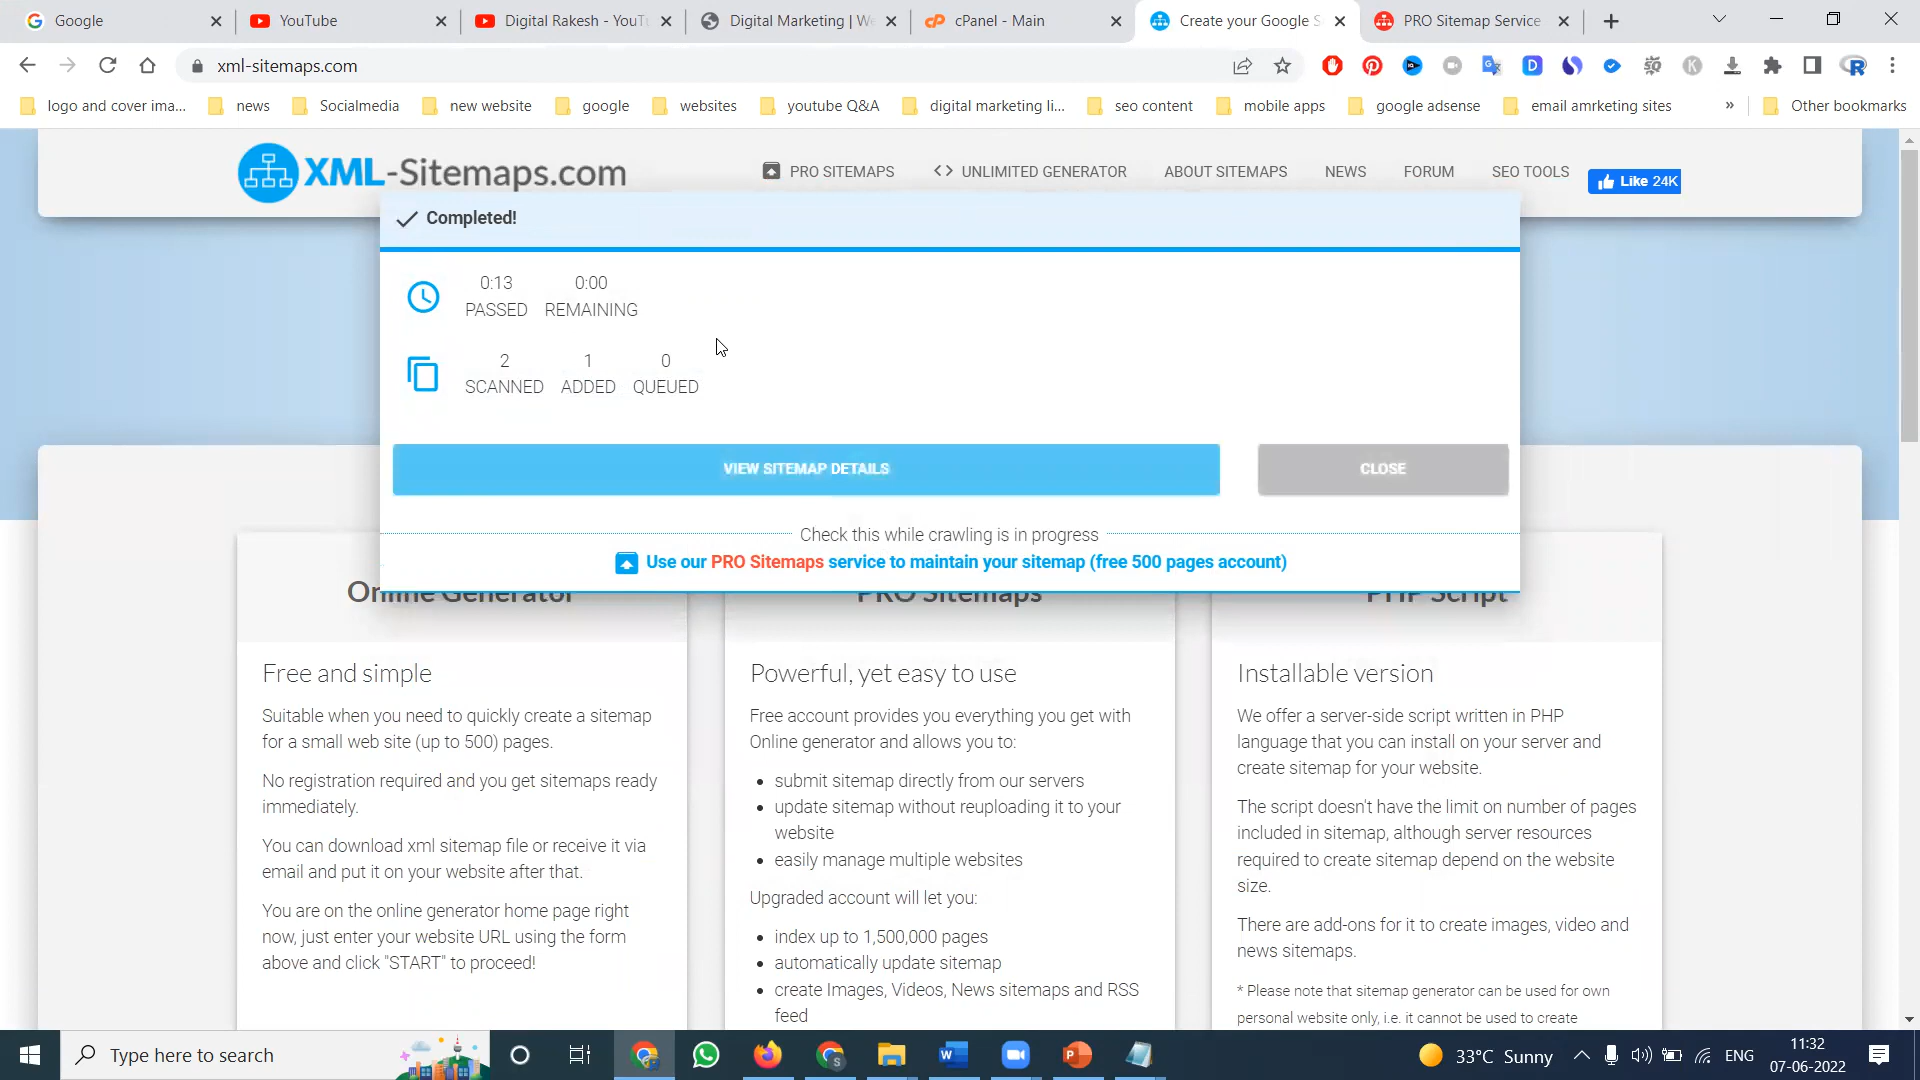 Google
YouTube
Digital Rakesh - YouT
Digital Marketing | We
cPanel - Main
Create your Google S
PRO Sitemap Service
xml-sitemaps.com
logo and cover ima...
news
Socialmedia
new website
google
websites
youtube Q&A
digital marketing li...
seo content
mobile apps
google adsense
email amrketing sites
»
Other bookmarks
XML-Sitemaps.com
PRO SITEMAPS
<> UNLIMITED GENERATOR
ABOUT SITEMAPS
NEWS
FORUM
SEO TOOLS
Like 24K
Completed!
0:13 0:00
PASSED REMAINING
2 1 0
SCANNED ADDED QUEUED
VIEW SITEMAP DETAILS
CLOSE
Check this while crawling is in progress
Use our PRO Sitemaps service to maintain your sitemap (free 500 pages account)
Online Generator
Free and simple
Suitable when you need to quickly create a sitemap
for a small web site (up to 500) pages.
No registration required and you get sitemaps ready
immediately.
You can download xml sitemap file or receive it via
email and put it on your website after that.
You are on the online generator home page right
now, just enter your website URL using the form
above and click "START" to proceed!
PRO Sitemaps
Powerful, yet easy to use
Free account provides you everything you get with
Online generator and allows you to:
• submit sitemap directly from our servers
• update sitemap without reuploading it to your
website
• easily manage multiple websites
Upgraded account will let you:
• index up to 1,500,000 pages
• automatically update sitemap
• create Images, Videos, News sitemaps and RSS
feed
PHP Script
Installable version
We offer a server-side script written in PHP
language that you can install on your server and
create sitemap for your website.
The script doesn't have the limit on number of pages
included in sitemap, although server resources
required to create sitemap depend on the website
size.
There are add-ons for it to create images, video and
news sitemaps.
* Please note that sitemap generator can be used for own
personal website only, i.e. it cannot be used to create
Type here to search
33°C Sunny
ENG
11:32
07-06-2022